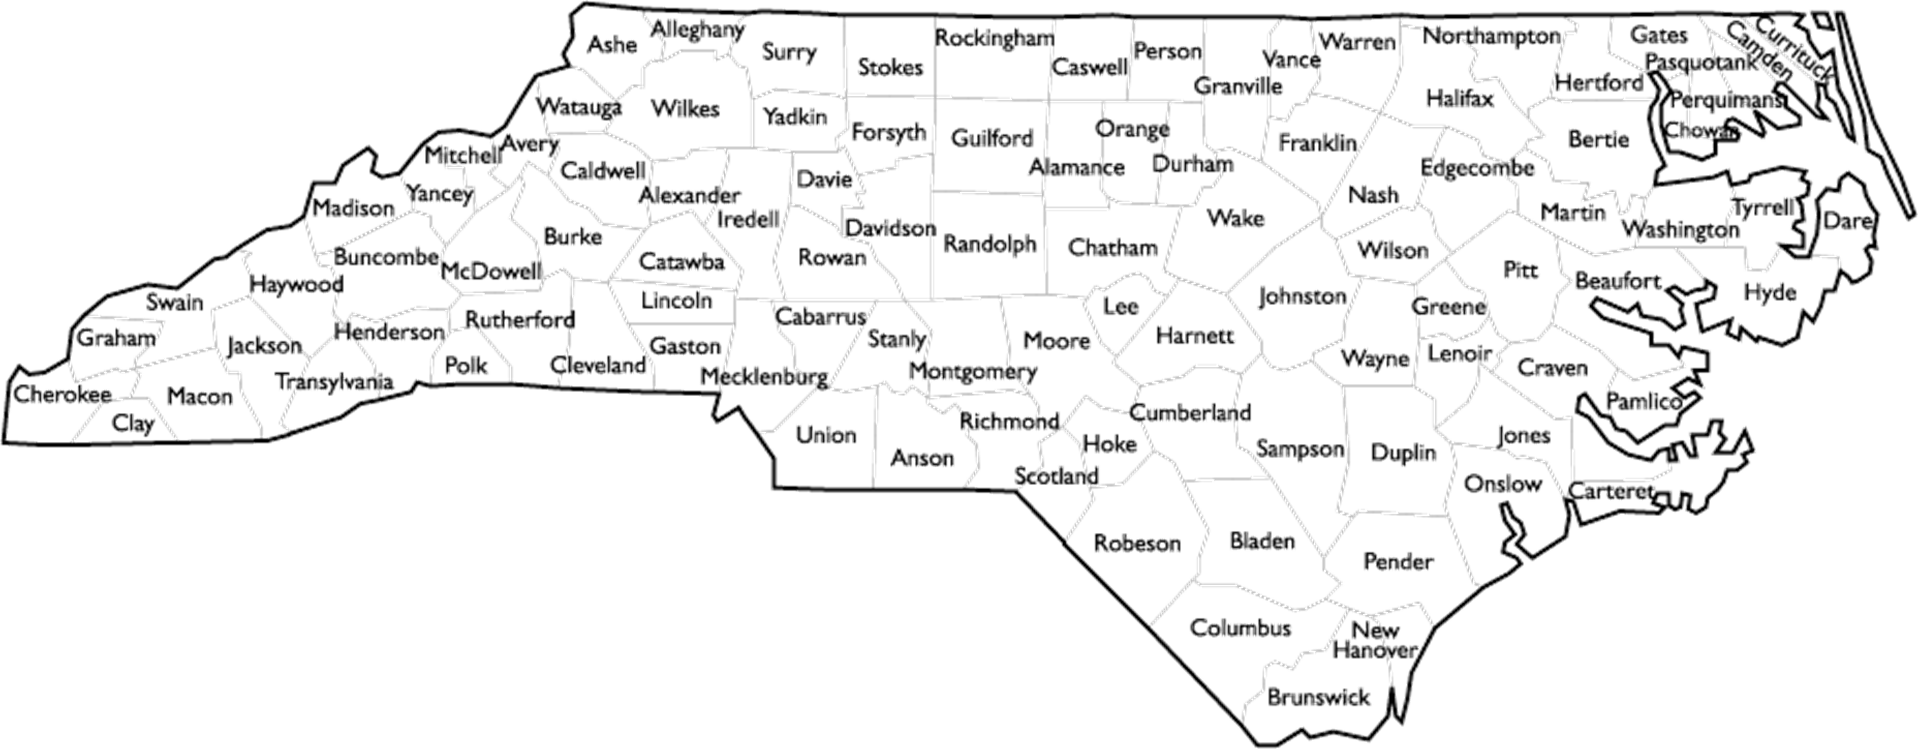 Ashe
Alleghany
Surry
Stokes
Rockingham
Caswell
Person
Granville
Vance
Warren
Northampton
Gates
Hertford
Pasquotank
Camden
Currituck
Perquimans
Chowan
Watauga
Wilkes
Yadkin
Forsyth
Guilford
Alamance
Orange
Durham
Franklin
Halifax
Bertie
Mitchell
Avery
Caldwell
Alexander
Iredell
Davie
Davidson
Randolph
Chatham
Wake
Nash
Edgecombe
Martin
Washington
Tyrrell
Dare
Madison
Yancey
Buncombe
McDowell
Burke
Catawba
Rowan
Wilson
Pitt
Beaufort
Hyde
Swain
Haywood
Lincoln
Cabarrus
Stanly
Lee
Harnett
Johnston
Greene
Graham
Jackson
Henderson
Rutherford
Polk
Cleveland
Gaston
Mecklenburg
Montgomery
Moore
Wayne
Lenoir
Craven
Pamlico
Cherokee
Clay
Macon
Transylvania
Union
Anson
Richmond
Scotland
Hoke
Cumberland
Sampson
Duplin
Jones
Onslow
Carteret
Robeson
Bladen
Pender
Columbus
New
Hanover
Brunswick